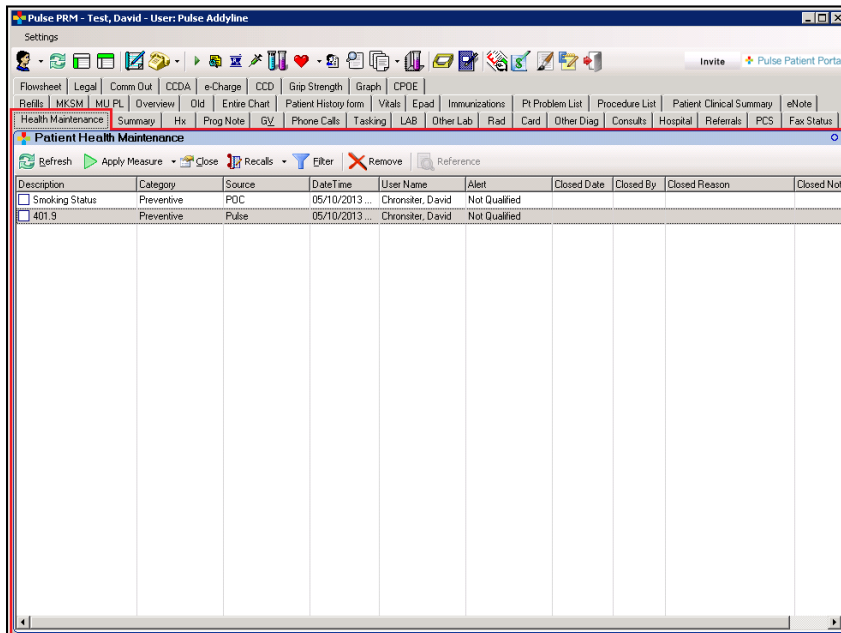 Pulse PRM - Test, David - User: Pulse Addyline
Settings
Invite Pulse Patient Porta
Flowsheet Legal Comm Out CCDA e-Charge CCD Grip Strength Graph CPOE
Refills MKSM MU PL Overview Old Entire Chart Patient History form Vitals Epad Immunizations Pt Problem List Procedure List Patient Clinical Summary eNote
Health Maintenance Summary Hx Prog Note GV Phone Calls Tasking LAB Other Lab Rad Card Other Diag Consults Hospital Referrals PCS Fax Status
Patient Health Maintenance
Refresh Apply Measure Close Recalls Filter Remove Reference
Description Category Source DateTime User Name Alert Closed Date Closed By Closed Reason Closed Not
Smoking Status Preventive POC 05/10/2013 ... Chronsiter, David Not Qualified
401.9 Preventive Pulse 05/10/2013 ... Chronsiter, David Not Qualified